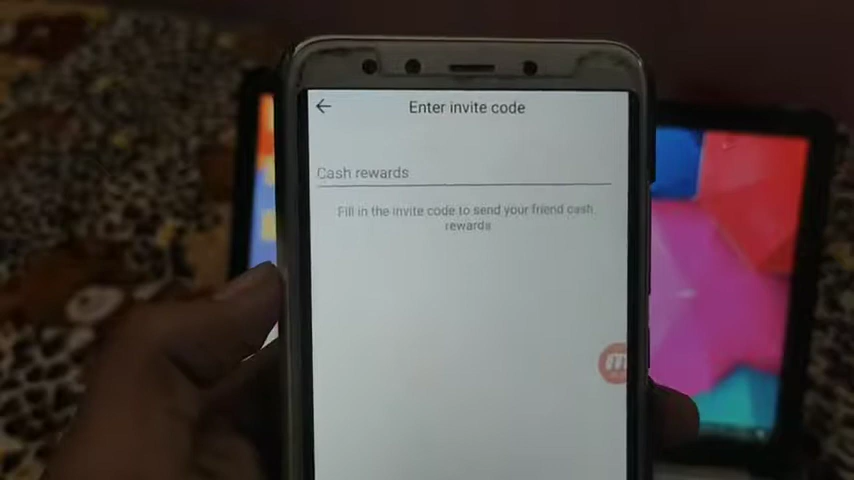 Enter invite code
Cash rewards
Fill in the invite code to send your friend cash
rewards